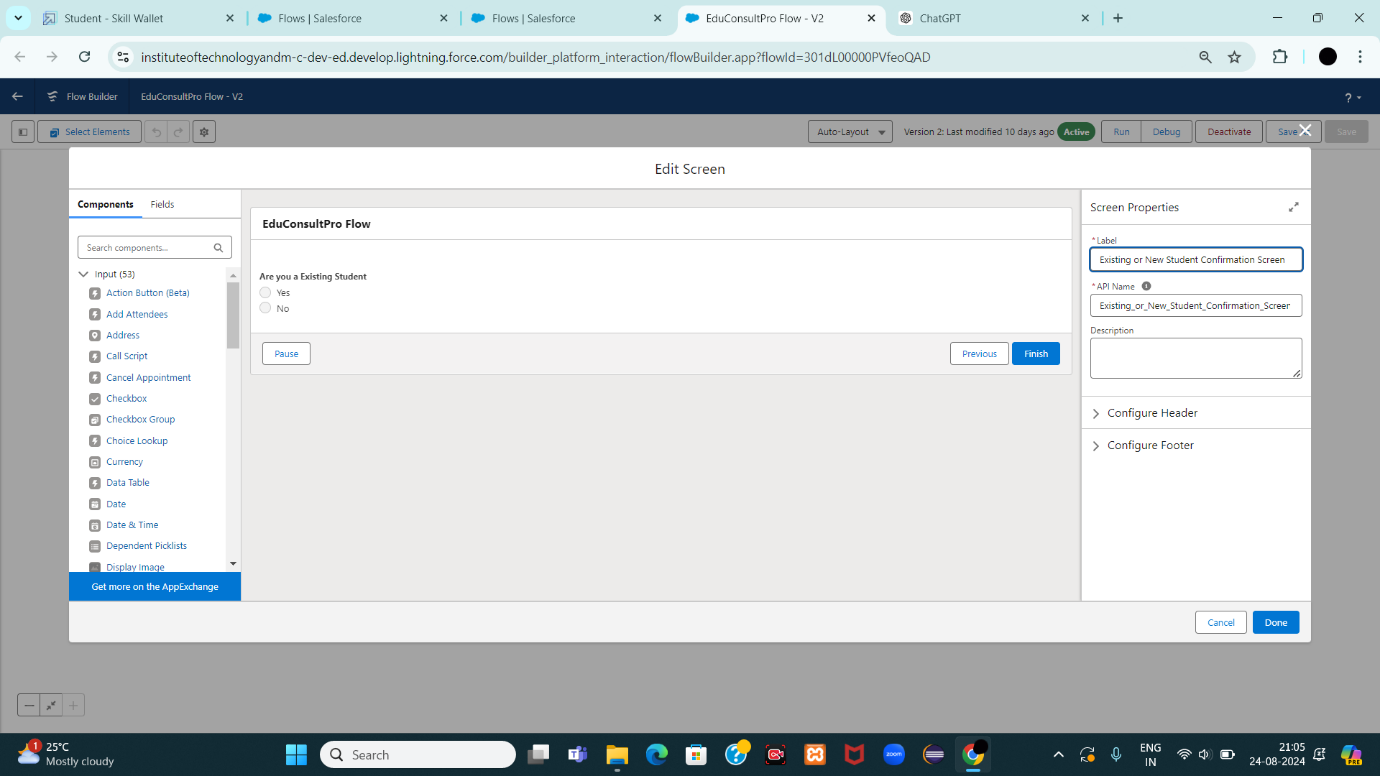 Student - Skill Wallet
Flows | Salesforce
Flows | Salesforce
EduConsultPro Flow - V2
ChatGPT
instituteoftechnologyandm-c-dev-ed.develop.lightning.force.com/builder_platform_interaction/flowBuilder.app?flowId=301dL00000PVfeoQAD
Flow Builder
EduConsultPro Flow - V2
?
Select Elements
Auto-Layout
Version 2: Last modified 10 days ago
Active
Run
Debug
Deactivate
Save
Save
Edit Screen
Components
Fields
Search components...
Input (53)
Action Button (Beta)
Add Attendees
Address
Call Script
Cancel Appointment
Checkbox
Checkbox Group
Choice Lookup
Currency
Data Table
Date
Date & Time
Dependent Picklists
Display Image
Get more on the AppExchange
EduConsultPro Flow
Are you a Existing Student
Yes
No
Pause
Previous
Finish
Screen Properties
* Label
Existing or New Student Confirmation Screen
* API Name
Existing_or_New_Student_Confirmation_Screen
Description
Configure Header
Configure Footer
Cancel
Done
1
25°C
Mostly cloudy
Search
zoom
ENG
IN
21:05
24-08-2024
PRE